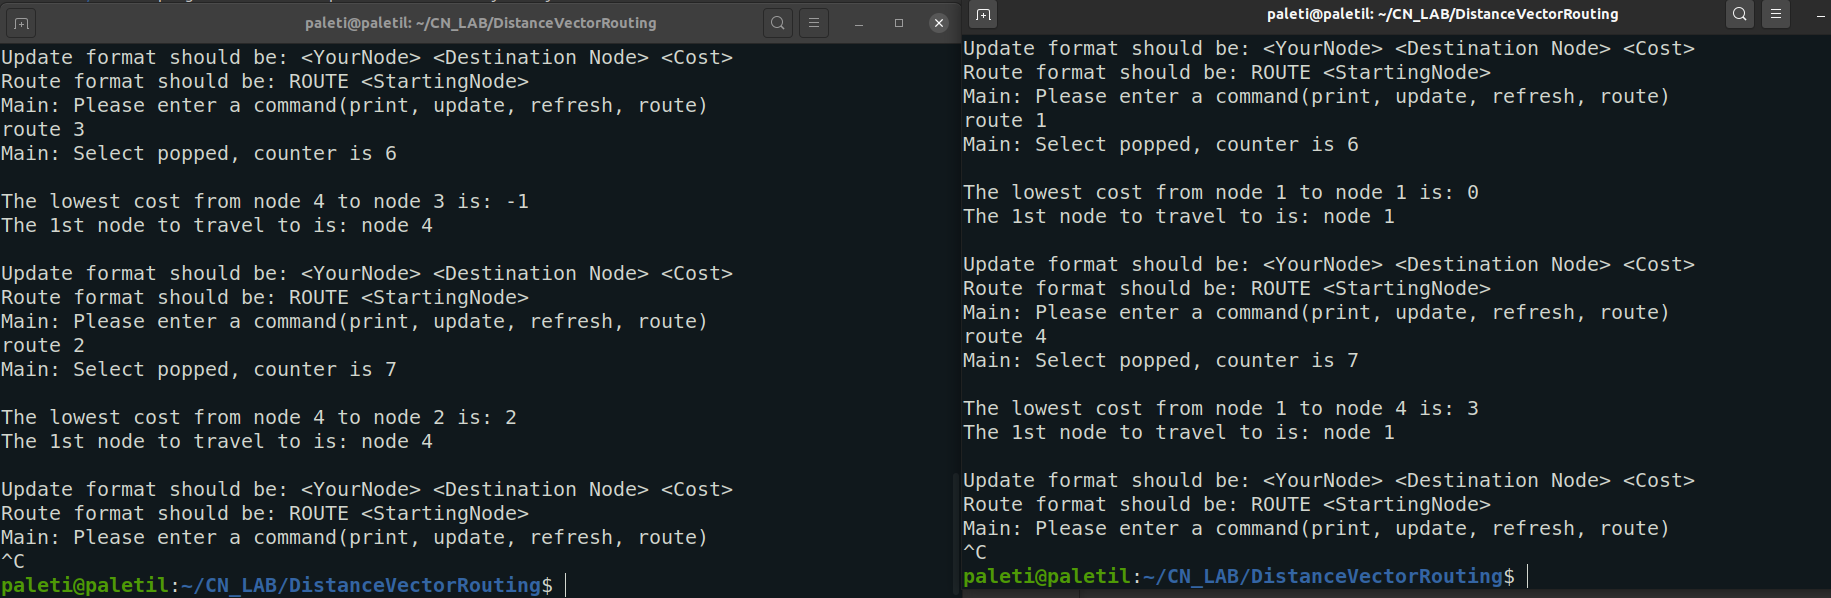 paleti@paletil: ~/CN_LAB/DistanceVectorRouting
Update format should be: <YourNode> <Destination Node> <Cost>
Route format should be: ROUTE <StartingNode>
Main: Please enter a command(print, update, refresh, route)
route 3
Main: Select popped, counter is 6
The lowest cost from node 4 to node 3 is: -1
The 1st node to travel to is: node 4
Update format should be: <YourNode> <Destination Node> <Cost>
Route format should be: ROUTE <StartingNode>
Main: Please enter a command(print, update, refresh, route)
route 2
Main: Select popped, counter is 7
The lowest cost from node 4 to node 2 is: 2
The 1st node to travel to is: node 4
Update format should be: <YourNode> <Destination Node> <Cost>
Route format should be: ROUTE <StartingNode>
Main: Please enter a command(print, update, refresh, route)
^C
paleti@paletil:~/CN_LAB/DistanceVectorRouting$
paleti@paletil: ~/CN_LAB/DistanceVectorRouting
Update format should be: <YourNode> <Destination Node> <Cost>
Route format should be: ROUTE <StartingNode>
Main: Please enter a command(print, update, refresh, route)
route 1
Main: Select popped, counter is 6
The lowest cost from node 1 to node 1 is: 0
The 1st node to travel to is: node 1
Update format should be: <YourNode> <Destination Node> <Cost>
Route format should be: ROUTE <StartingNode>
Main: Please enter a command(print, update, refresh, route)
route 4
Main: Select popped, counter is 7
The lowest cost from node 1 to node 4 is: 3
The 1st node to travel to is: node 1
Update format should be: <YourNode> <Destination Node> <Cost>
Route format should be: ROUTE <StartingNode>
Main: Please enter a command(print, update, refresh, route)
^C
paleti@paletil:~/CN_LAB/DistanceVectorRouting$